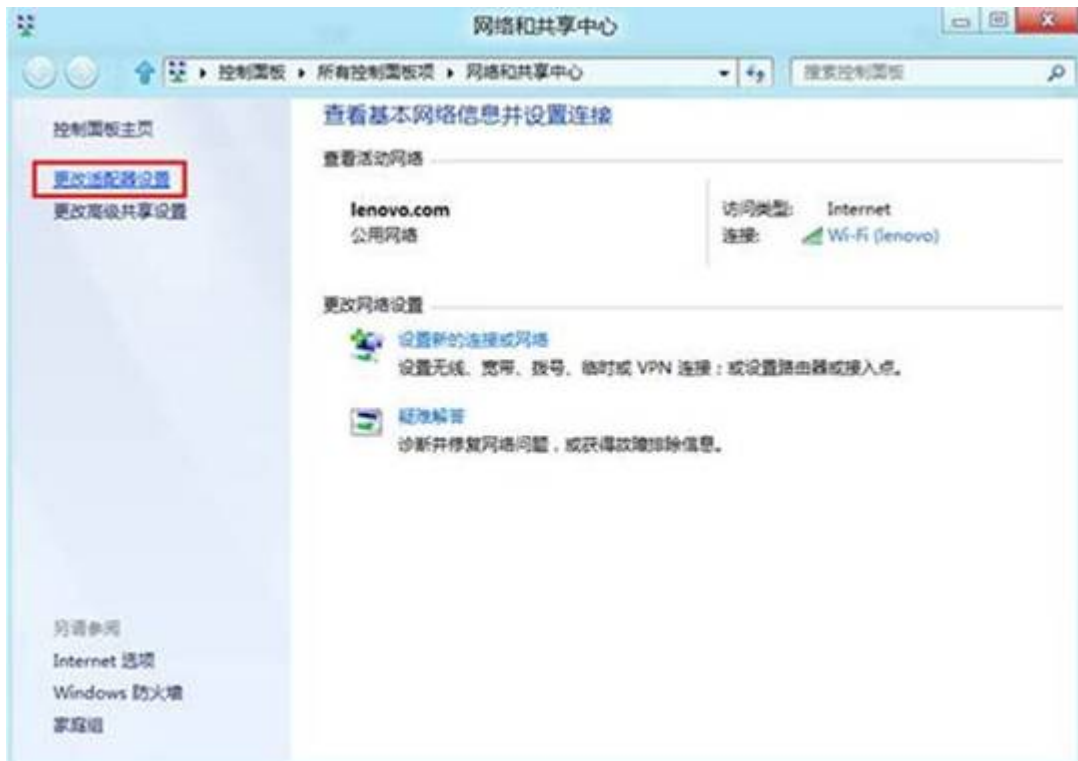 网络和共享中心
控制面板 所有控制面板项 网络和共享中心
搜索控制面板
控制面板主页
更改适配器设置
更改高级共享设置
查看基本网络信息并设置连接
查看活动网络
lenovo.com
公用网络
访问类型: Internet
连接: Wi-Fi (lenovo)
更改网络设置
设置新的连接或网络
设置无线、宽带、拨号、临时或 VPN 连接；或设置路由器或接入点。
疑难解答
诊断并修复网络问题，或获得故障排除信息。
另请参阅
Internet 选项
Windows 防火墙
家庭组